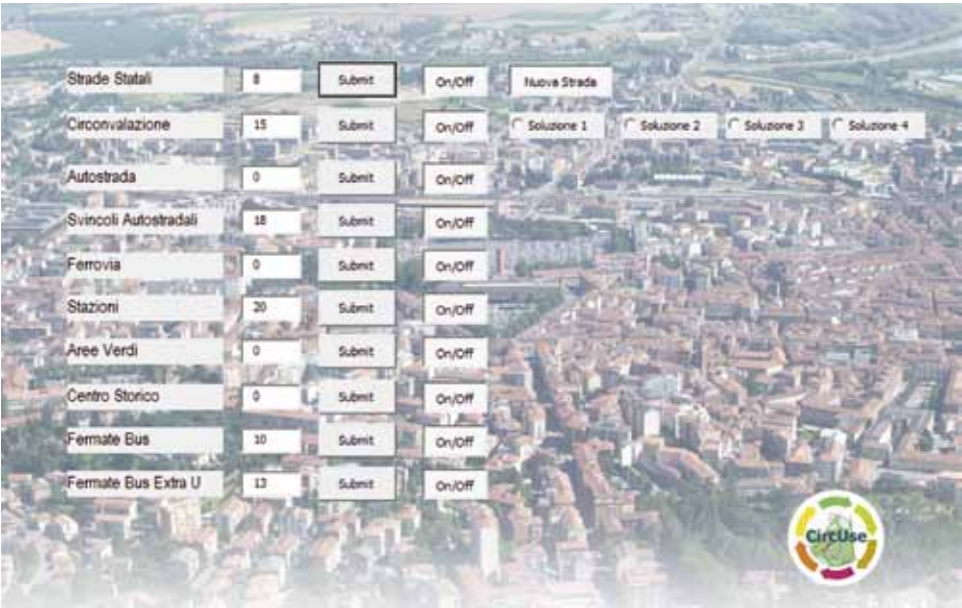 Strade Statali 8 Submit On/Off Nuova Strada
Circonvalazione 15 Submit On/Off Soluzione 1 Soluzione 2 Soluzione 3 Soluzione 4
Autostrada 0 Submit On/Off
Svincoli Autostradali 18 Submit On/Off
Ferrovia 0 Submit On/Off
Stazioni 20 Submit On/Off
Aree Verdi 0 Submit On/Off
Centro Storico 0 Submit On/Off
Fermate Bus 10 Submit On/Off
Fermate Bus Extra U 13 Submit On/Off
CircUse